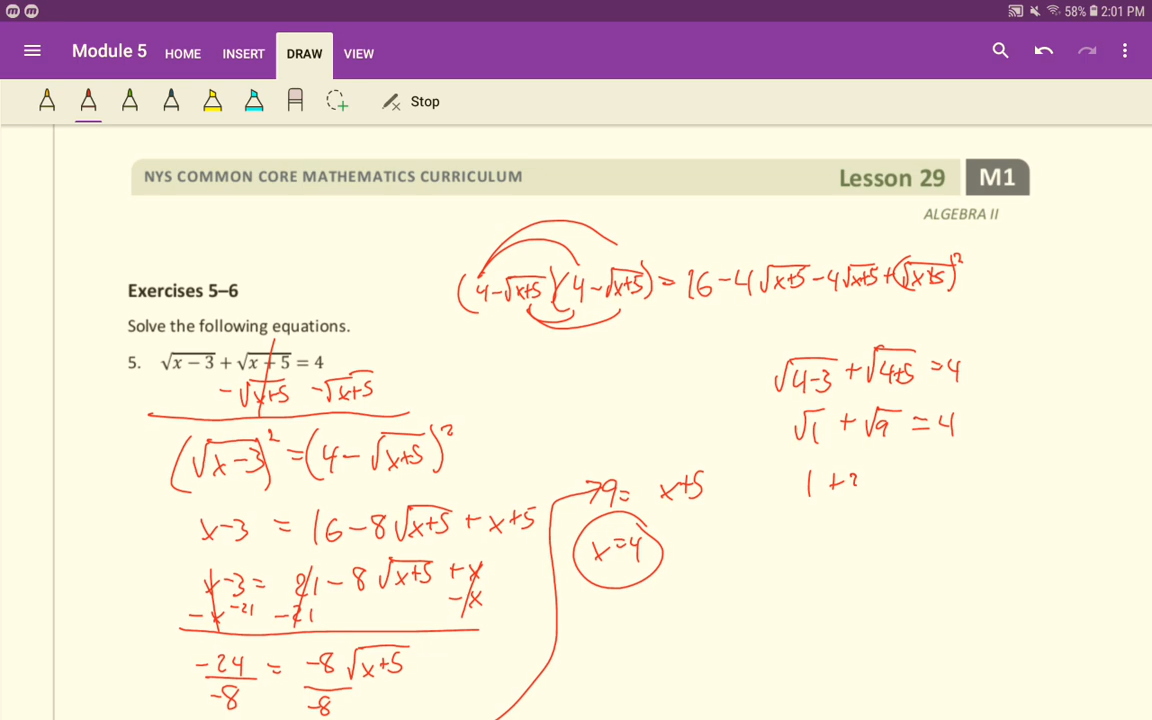 58% 2:01 PM
Module 5 HOME INSERT DRAW VIEW
Stop
NYS COMMON CORE MATHEMATICS CURRICULUM Lesson 29 M1
ALGEBRA II
(4-√(x+5))(4-√(x+5)) = 16-4√(x+5)-4√(x+5)+(√(x+5))²
Exercises 5–6
Solve the following equations.
5. √(x − 3) + √(x + 5) = 4
-√(x+5) -√(x+5)
(√(x-3))² = (4-√(x+5))²
x-3 = 16-8√(x+5) + x+5
x-3 = 21-8√(x+5) +x
-x -21 -21 -x
-24 = -8√(x+5)
-8 -8
9 = x+5
x=4
√(4-3) + √(4+5) = 4
√1 + √9 = 4
1 +